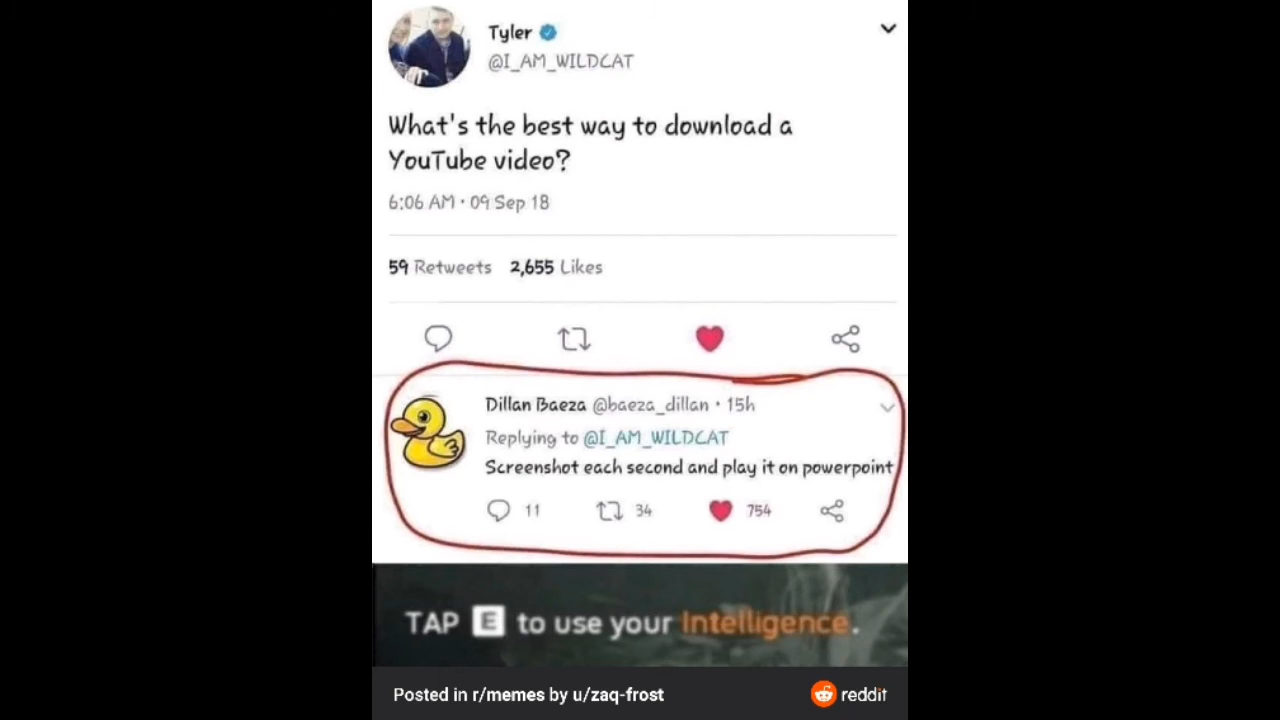 Tyler
@I_AM_WILDCAT
What's the best way to download a
YouTube video?
6:06 AM · 09 Sep 18
59 Retweets 2,655 Likes
Dillan Baeza @baeza_dillan · 15h
Replying to @I_AM_WILDCAT
Screenshot each second and play it on powerpoint
11 34 754
TAP E to use your Intelligence.
Posted in r/memes by u/zaq-frost reddit